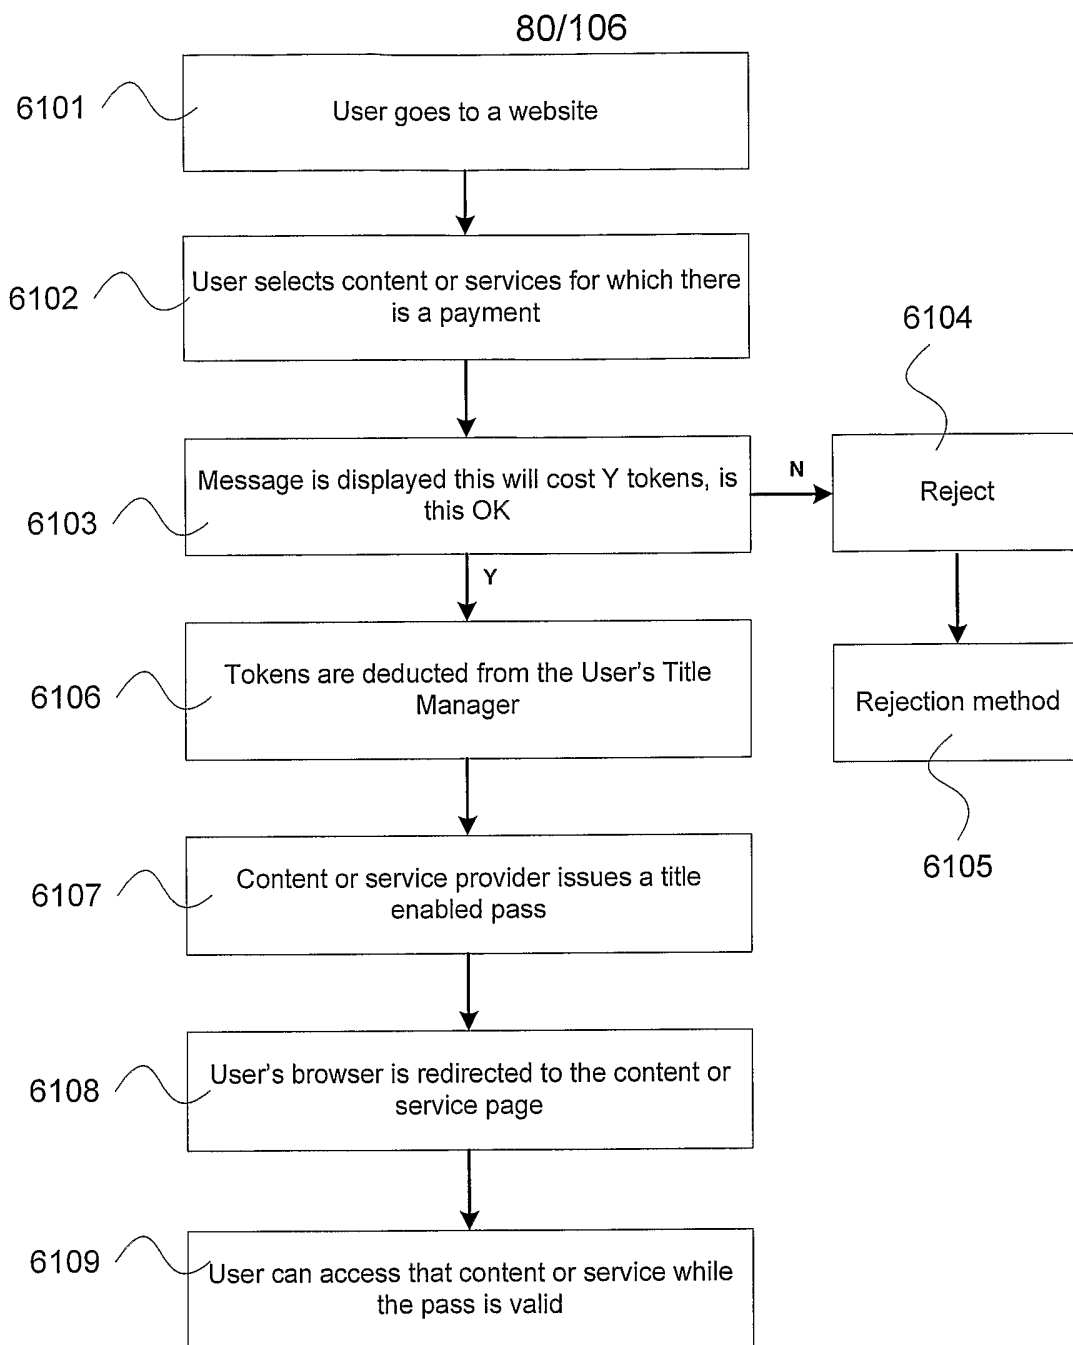 80/106
6101
User goes to a website
6102
User selects content or services for which there
is a payment
6104
6103
Message is displayed this will cost Y tokens, is
this OK
N
Reject
Y
6106
Tokens are deducted from the User's Title
Manager
Rejection method
6105
6107
Content or service provider issues a title
enabled pass
6108
User's browser is redirected to the content or
service page
6109
User can access that content or service while
the pass is valid